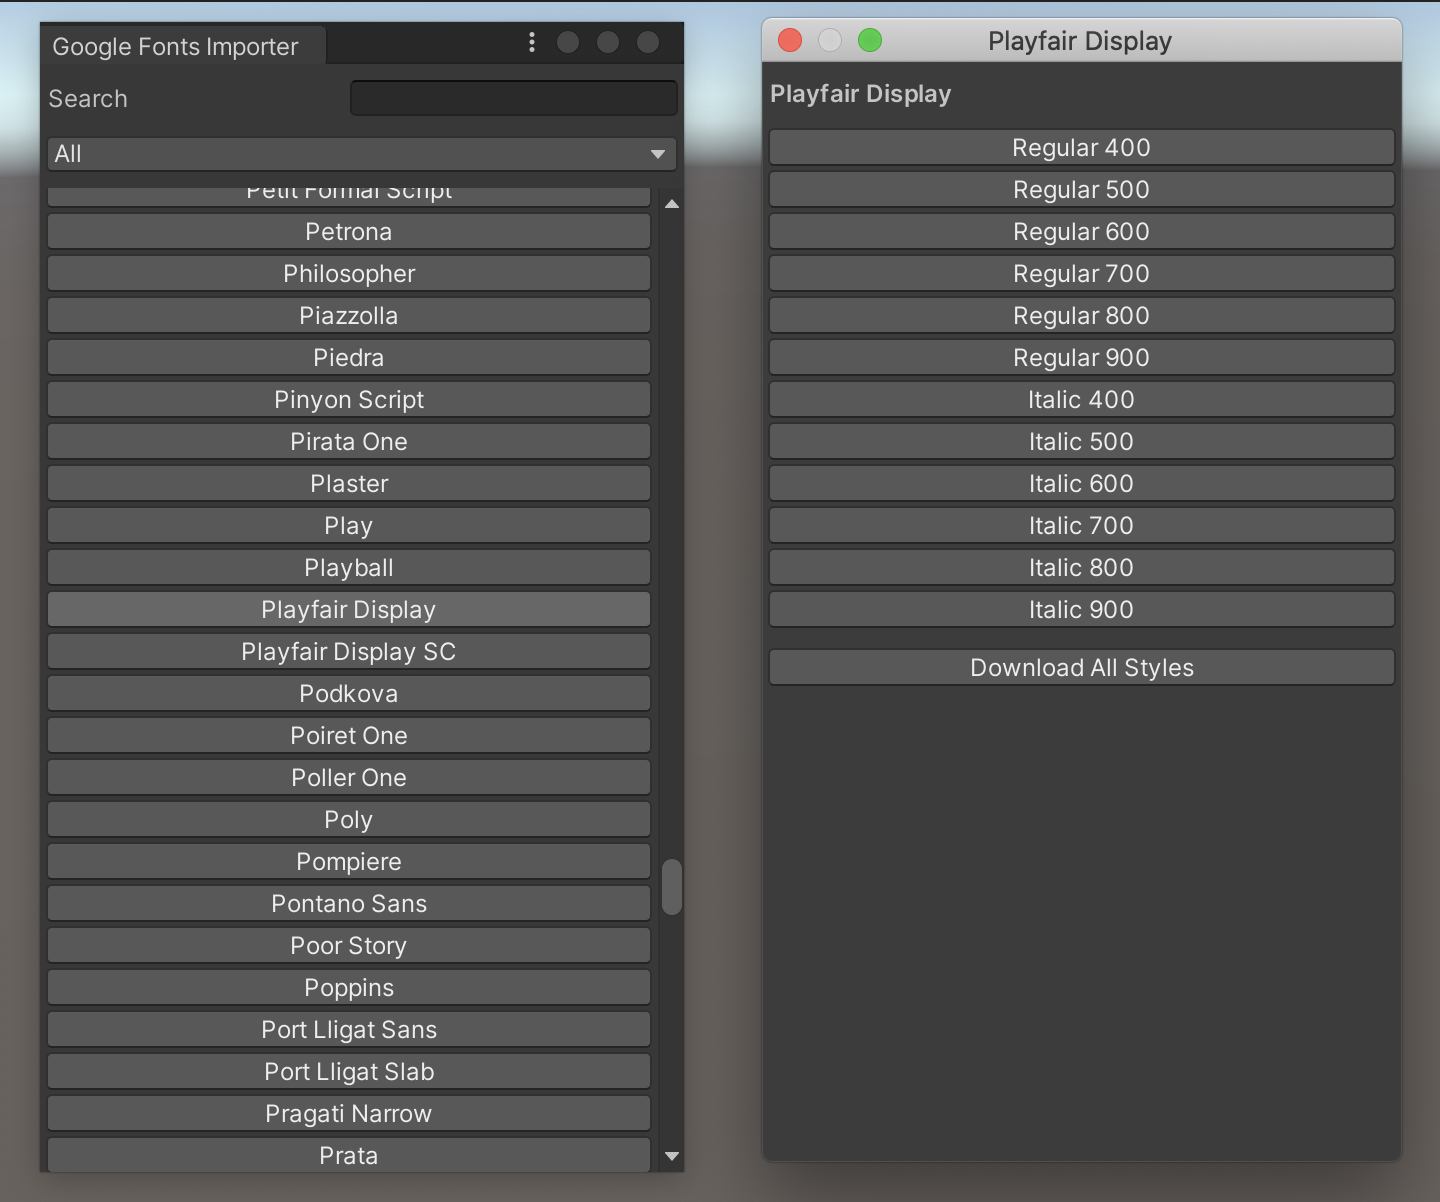 Google Fonts Importer
Search
All
Petit Formal Script
Petrona
Philosopher
Piazzolla
Piedra
Pinyon Script
Pirata One
Plaster
Play
Playball
Playfair Display
Playfair Display SC
Podkova
Poiret One
Poller One
Poly
Pompiere
Pontano Sans
Poor Story
Poppins
Port Lligat Sans
Port Lligat Slab
Pragati Narrow
Prata
Playfair Display
Playfair Display
Regular 400
Regular 500
Regular 600
Regular 700
Regular 800
Regular 900
Italic 400
Italic 500
Italic 600
Italic 700
Italic 800
Italic 900
Download All Styles